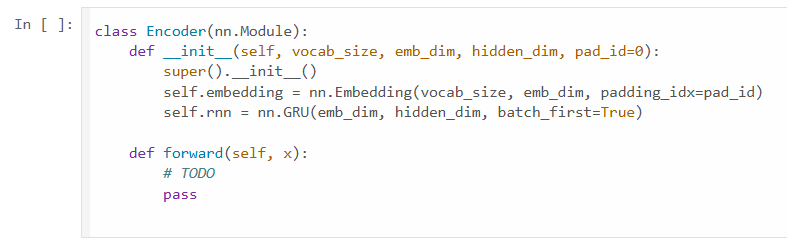 In [ ]:
class Encoder(nn.Module):
    def __init__(self, vocab_size, emb_dim, hidden_dim, pad_id=0):
        super().__init__()
        self.embedding = nn.Embedding(vocab_size, emb_dim, padding_idx=pad_id)
        self.rnn = nn.GRU(emb_dim, hidden_dim, batch_first=True)

    def forward(self, x):
        # TODO
        pass